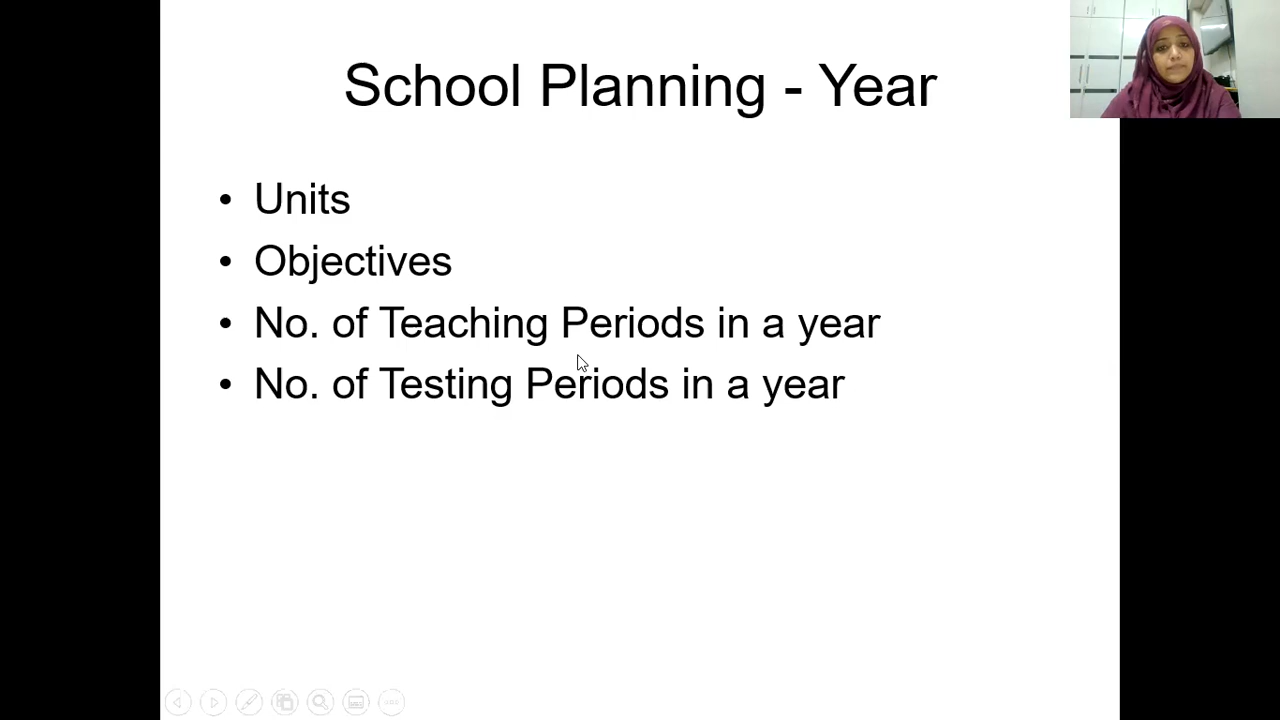 School Planning - Year
• Units
• Objectives
• No. of Teaching Periods in a year
• No. of Testing Periods in a year